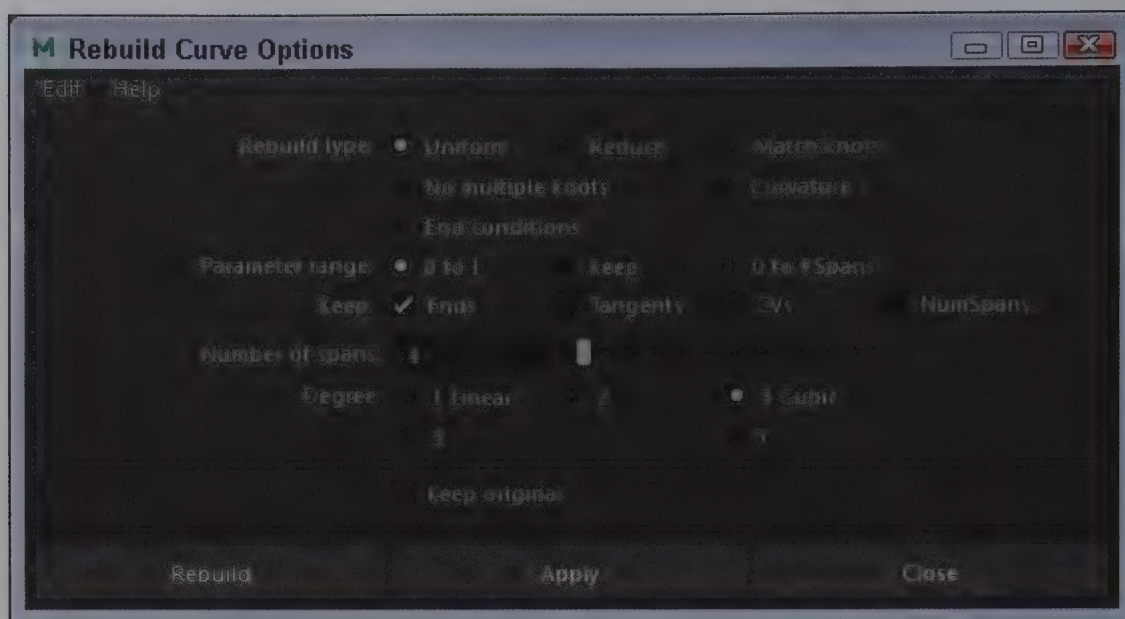 M Rebuild Curve Options
Edit Help
Rebuild type: Uniform Reduce Match knots
No multiple knots Curvature
End conditions
Parameter range: 0 to 1 Keep 0 to #Spans
Keep: Ends Tangents CVs NumSpans
Number of spans: 4
Degree: 1 Linear 2 3 Cubic
Keep original
Rebuild Apply Close